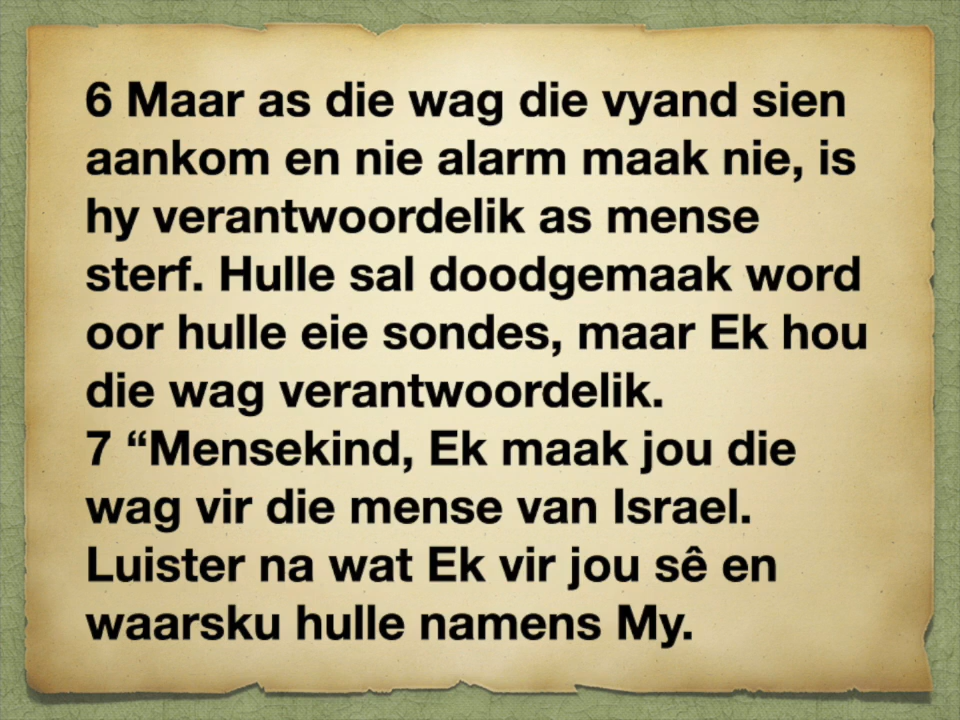 6 Maar as die wag die vyand sien
aankom en nie alarm maak nie, is
hy verantwoordelik as mense
sterf. Hulle sal doodgemaak word
oor hulle eie sondes, maar Ek hou
die wag verantwoordelik.
7 “Mensekind, Ek maak jou die
wag vir die mense van Israel.
Luister na wat Ek vir jou sê en
waarsku hulle namens My.